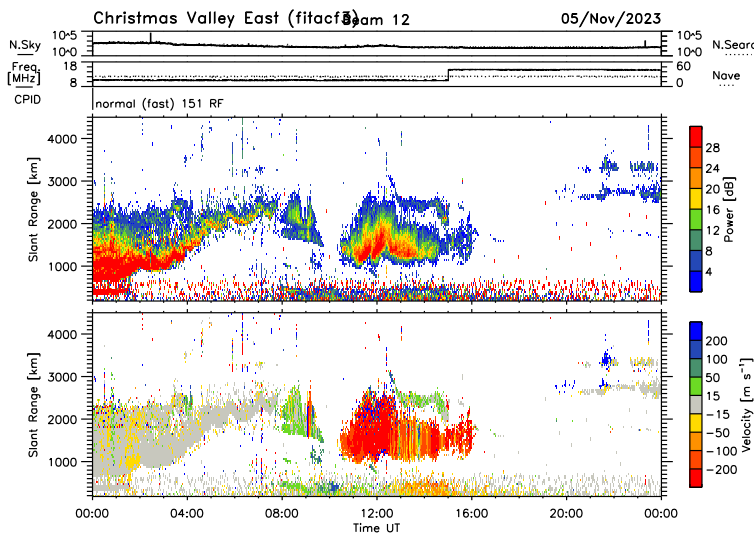 Christmas Valley East (fitacf3) Beam 12 05/Nov/2023
N.Sky 10^5 10^0 10^5 10^0 N.Search
Freq. [MHz] 18 8 60 0 Nave
CPID normal (fast) 151 RF
Slant Range [km] 4000 3000 2000 1000
Power [dB] 28 24 20 16 12 8 4
Slant Range [km] 4000 3000 2000 1000
Velocity [m s^-1] 200 100 50 15 -15 -50 -100 -200
00:00 04:00 08:00 12:00 16:00 20:00 00:00
Time UT